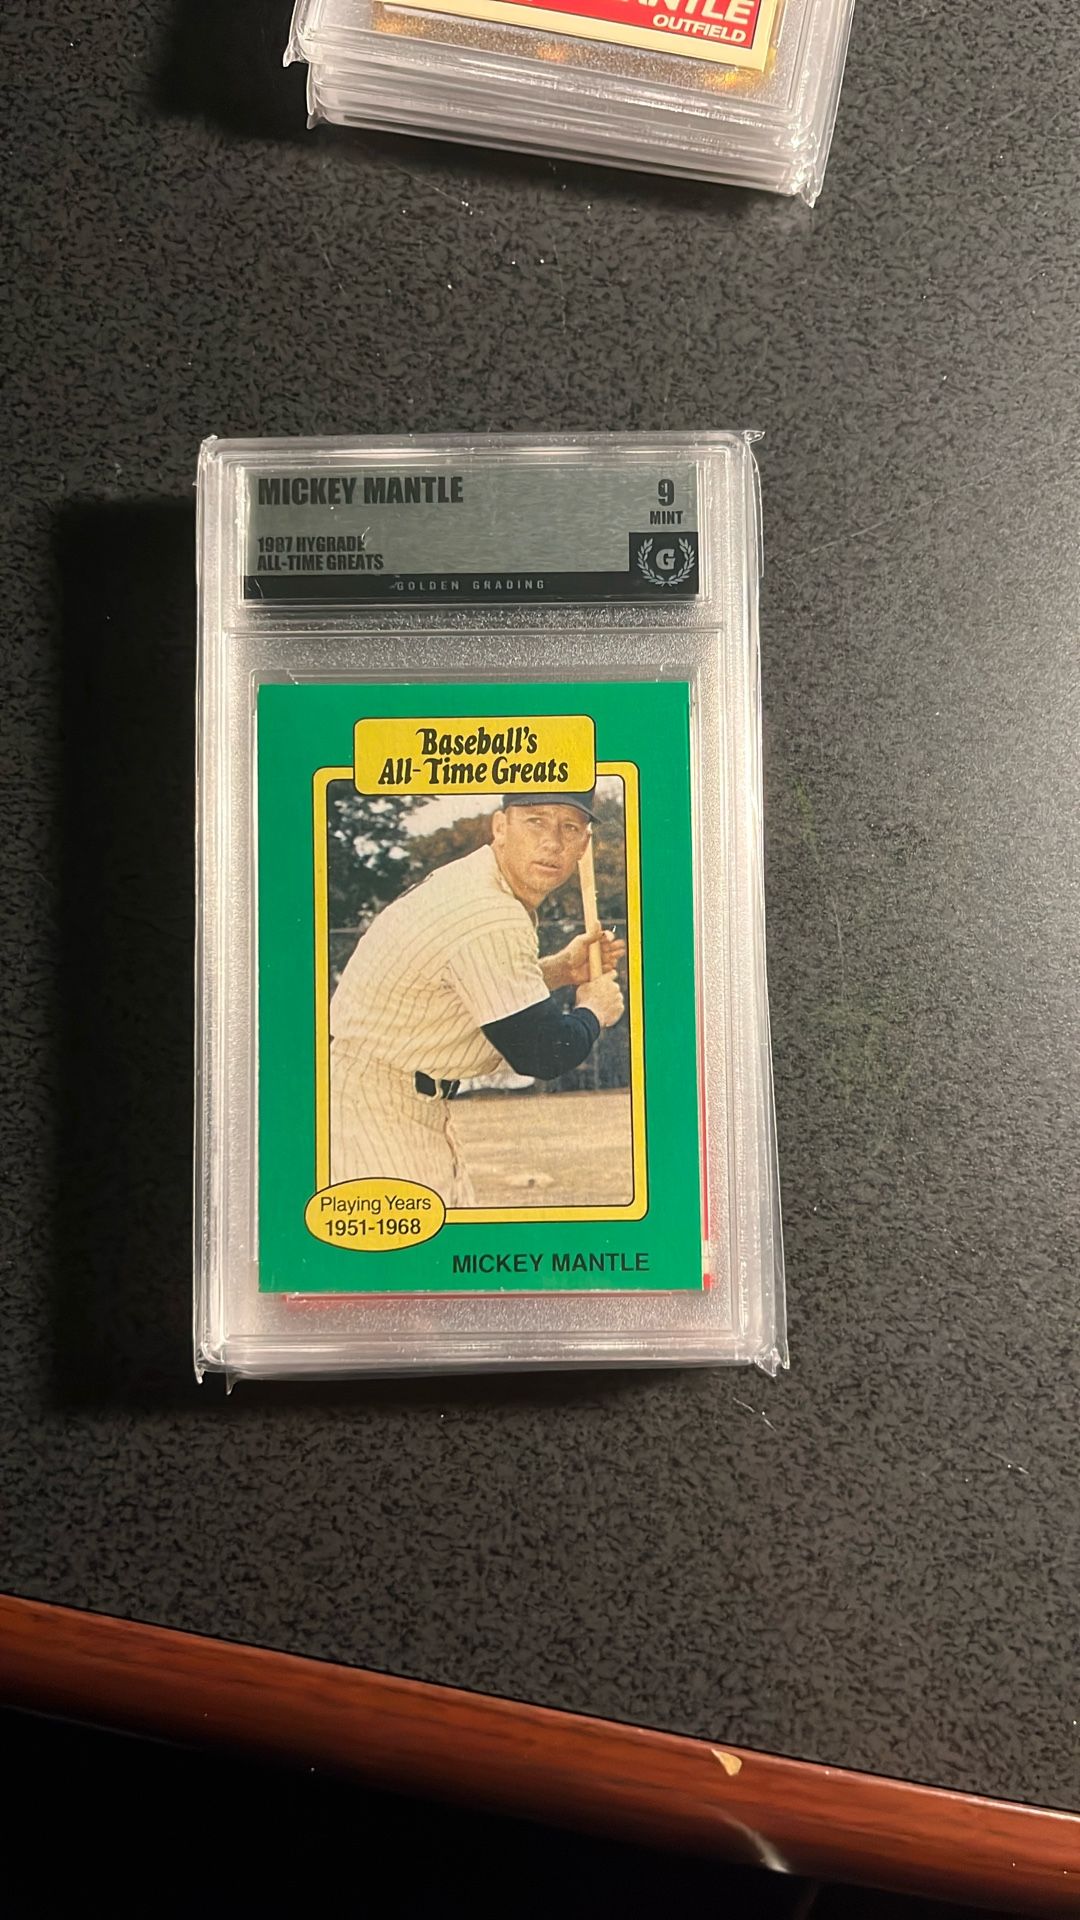 MANTLE
OUTFIELD
MICKEY MANTLE
9
MINT
1987 HYGRADE
ALL-TIME GREATS
G
GOLDEN GRADING
Baseball's
All-Time Greats
Playing Years
1951-1968
MICKEY MANTLE